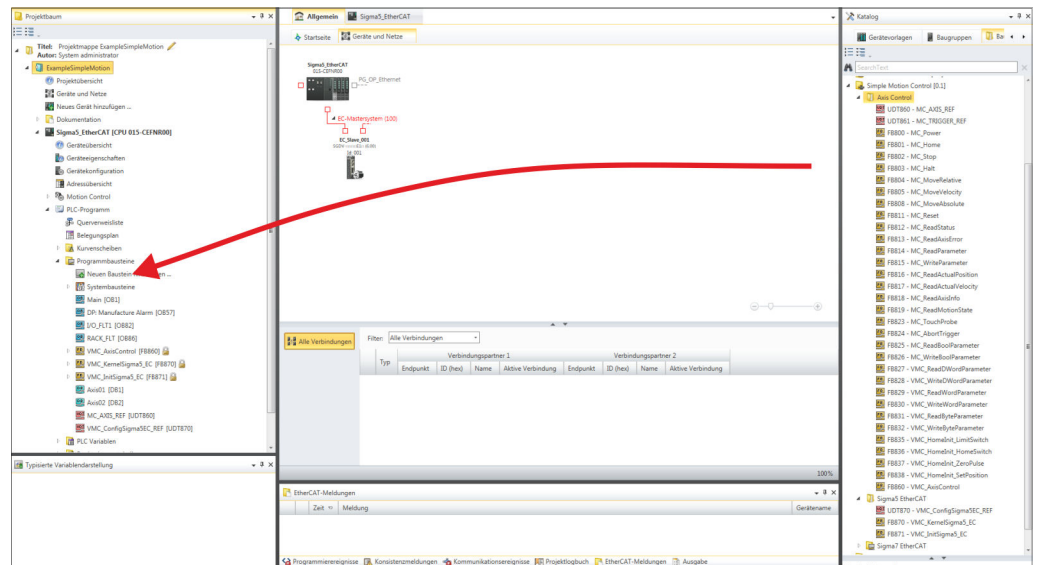 Projektbaum
Titel: Projektmappe ExampleSimpleMotion
Autor: System administrator
ExampleSimpleMotion
Projektübersicht
Geräte und Netze
Neues Gerät hinzufügen ...
Dokumentation
Sigma5_EtherCAT [CPU 015-CEFNR00]
Geräteübersicht
Geräteeigenschaften
Gerätekonfiguration
Adressübersicht
Motion Control
PLC-Programm
Querverweisliste
Belegungsplan
Kurvenscheiben
Programmbausteine
Neuen Baustein
Systembausteine
Main [OB1]
DP: Manufacture Alarm [OB57]
I/O_FLT1 [OB82]
RACK_FLT [OB86]
VMC_AxisControl [FB860]
VMC_KernelSigma5_EC [FB870]
VMC_InitSigma5_EC [FB871]
Axis01 [DB1]
Axis02 [DB2]
MC_AXIS_REF [UDT860]
VMC_ConfigSigma5EC_REF [UDT870]
PLC Variablen
Typisierte Variablendarstellung
Allgemein Sigma5_EtherCAT
Startseite Geräte und Netze
Sigma5_EtherCAT
015-CEFNR00
PG_OP_Ethernet
EC-Mastersystem (100)
EC_Slave_001
Id_001
Alle Verbindungen
Filter: Alle Verbindungen
Typ Verbindungspartner 1 Verbindungspartner 2
Endpunkt ID (hex) Name Aktive Verbindung Endpunkt ID (hex) Name Aktive Verbindung
100%
EtherCAT-Meldungen
Zeit Meldung Gerätename
Programmierereignisse Konsistenzmeldungen Kommunikationsereignisse Projektlogbuch EtherCAT-Meldungen Ausgabe
Katalog
Gerätevorlagen Baugruppen Ba
SearchText
Simple Motion Control [0.1]
Axis Control
UDT860 - MC_AXIS_REF
UDT861 - MC_TRIGGER_REF
FB800 - MC_Power
FB801 - MC_Home
FB802 - MC_Stop
FB803 - MC_Halt
FB804 - MC_MoveRelative
FB805 - MC_MoveVelocity
FB808 - MC_MoveAbsolute
FB811 - MC_Reset
FB812 - MC_ReadStatus
FB813 - MC_ReadAxisError
FB814 - MC_ReadParameter
FB815 - MC_WriteParameter
FB816 - MC_ReadActualPosition
FB817 - MC_ReadActualVelocity
FB818 - MC_ReadAxisInfo
FB819 - MC_ReadMotionState
FB823 - MC_TouchProbe
FB824 - MC_AbortTrigger
FB825 - MC_ReadBoolParameter
FB826 - MC_WriteBoolParameter
FB827 - VMC_ReadDWordParameter
FB828 - VMC_WriteDWordParameter
FB829 - VMC_ReadWordParameter
FB830 - VMC_WriteWordParameter
FB831 - VMC_ReadByteParameter
FB832 - VMC_WriteByteParameter
FB835 - VMC_HomeInit_LimitSwitch
FB836 - VMC_HomeInit_HomeSwitch
FB837 - VMC_HomeInit_ZeroPulse
FB838 - VMC_HomeInit_SetPosition
FB860 - VMC_AxisControl
Sigma5 EtherCAT
UDT870 - VMC_ConfigSigma5EC_REF
FB870 - VMC_KernelSigma5_EC
FB871 - VMC_InitSigma5_EC
Sigma7 EtherCAT